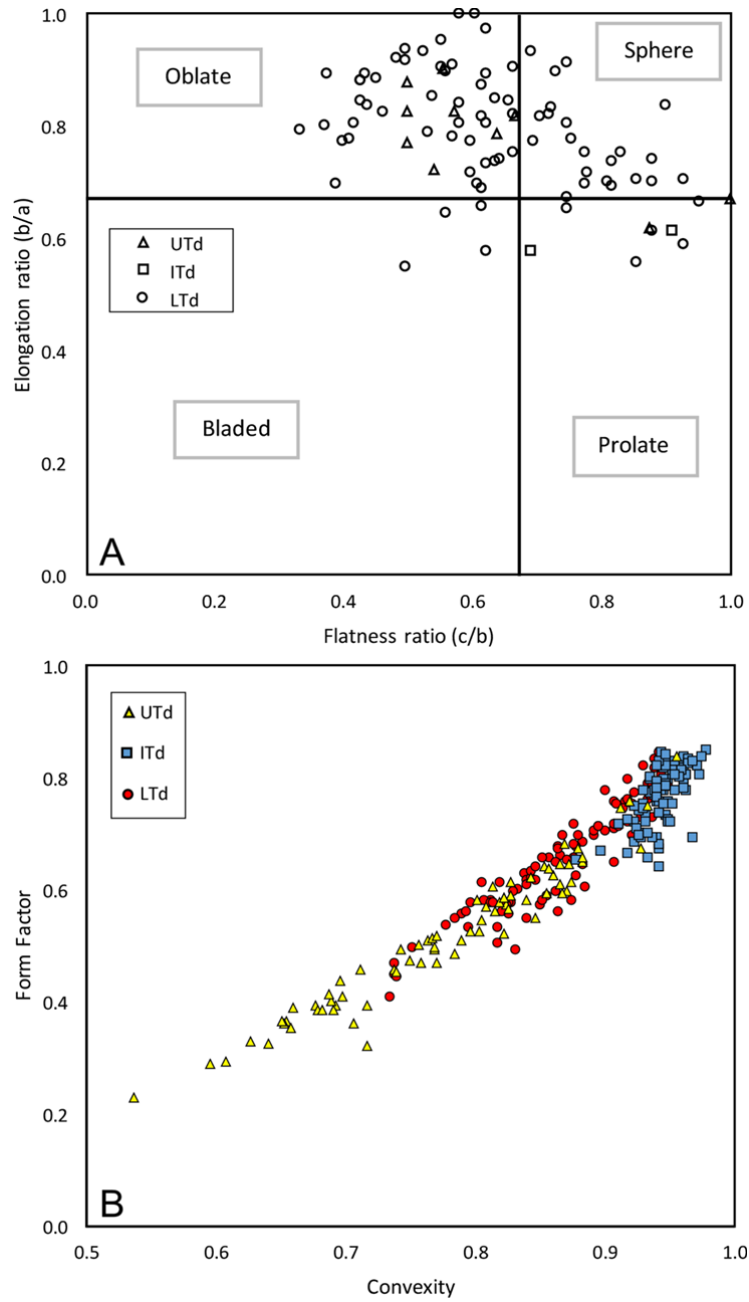 1.0
Oblate
Sphere
0.8
0.6
UTd
ITd
LTd
Elongation ratio (b/a)
0.4
Bladed
Prolate
0.2
A
0.0
0.0 0.2 0.4 0.6 0.8 1.0
Flatness ratio (c/b)
1.0
UTd
ITd
LTd
0.8
0.6
Form Factor
0.4
0.2
B
0.0
0.5 0.6 0.7 0.8 0.9 1.0
Convexity